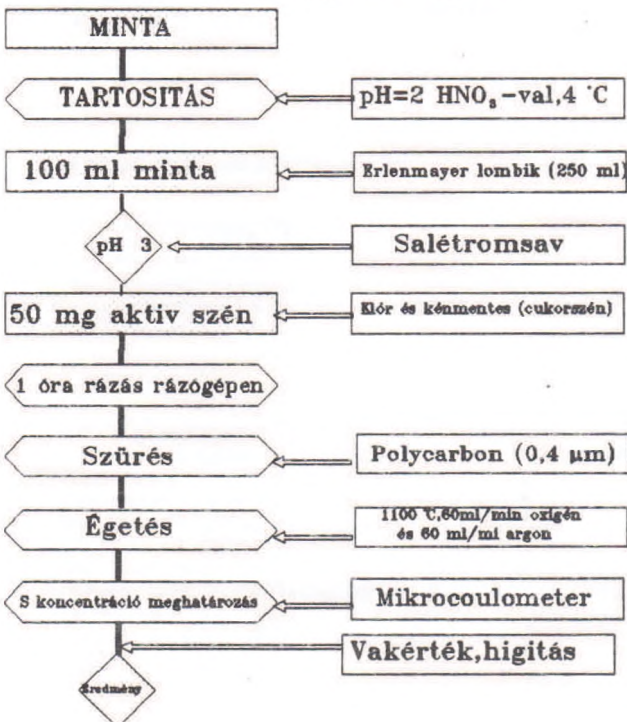 MINTA
TARTOSITÁS
pH=2 HNO₃-val,4 °C
100 ml minta
Erlenmayer lombik (250 ml)
pH 3
Salétromsav
50 mg aktiv szén
Klór és kénmentes (cukorszén)
1 óra rázás rázógépen
Szürés
Polycarbon (0,4 µm)
Égetés
1100 ℃,60ml/min oxigén
és 60 ml/mi argon
S koncentráció meghatározás
Mikrocoulometer
Vakérték,higitás
Eredmény